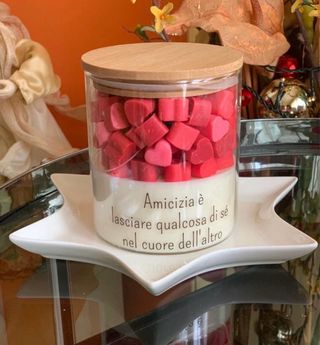 Amicizia è
lasciare qualcosa di sé
nel cuore dell'altro